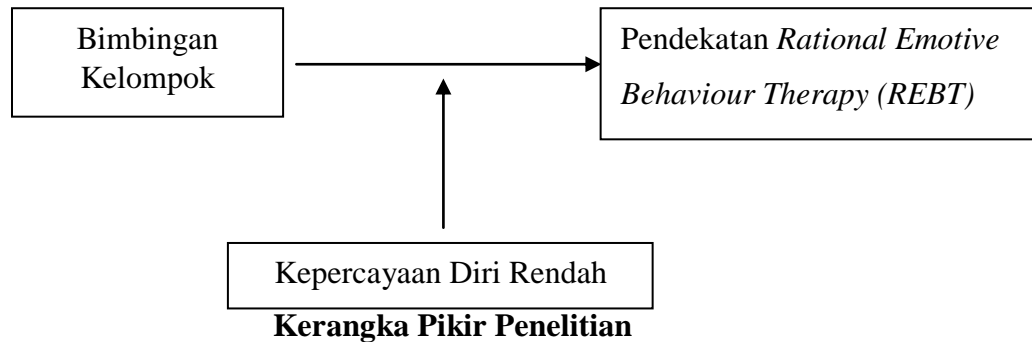 Bimbingan
Kelompok
Pendekatan Rational Emotive
Behaviour Therapy (REBT)
Kepercayaan Diri Rendah
Kerangka Pikir Penelitian